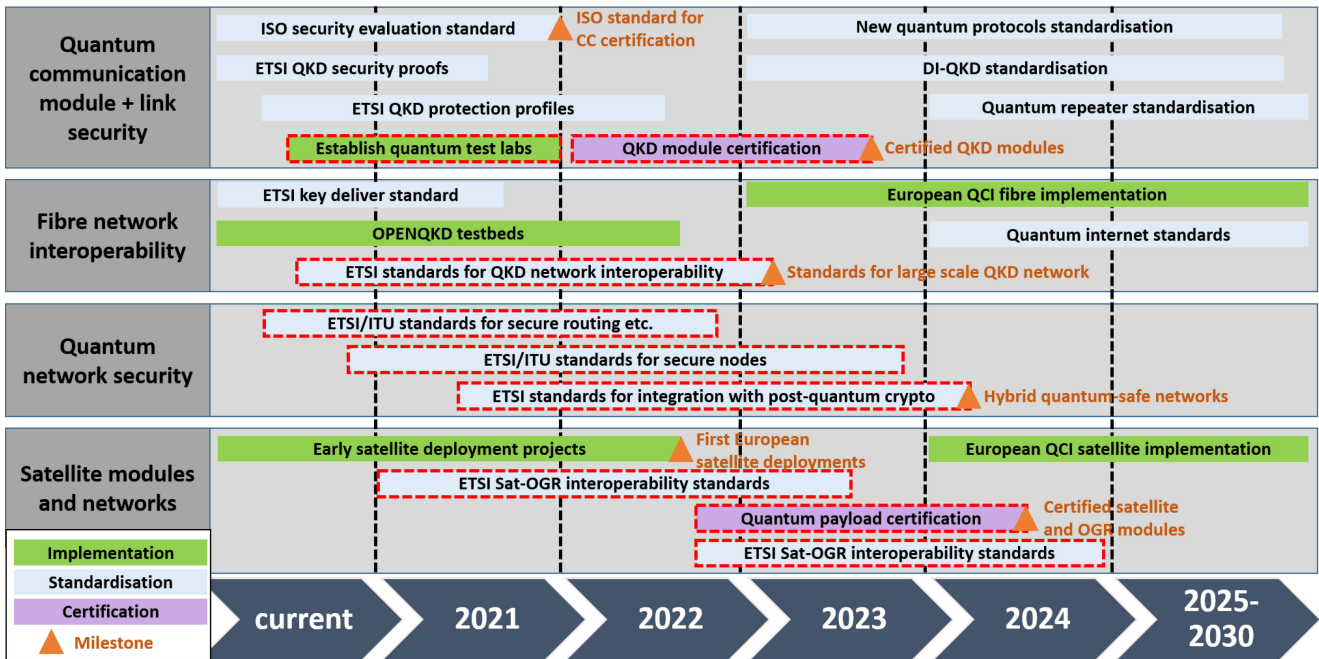 Quantum
communication
module + link
security
ISO security evaluation standard
ISO standard for
CC certification
New quantum protocols standardisation
ETSI QKD security proofs
DI-QKD standardisation
ETSI QKD protection profiles
Quantum repeater standardisation
Establish quantum test labs
QKD module certification
Certified QKD modules
Fibre network
interoperability
ETSI key deliver standard
European QCI fibre implementation
OPENQKD testbeds
Quantum internet standards
ETSI standards for QKD network interoperability
Standards for large scale QKD network
Quantum
network security
ETSI/ITU standards for secure routing etc.
ETSI/ITU standards for secure nodes
ETSI standards for integration with post-quantum crypto
Hybrid quantum-safe networks
Satellite modules
and networks
Early satellite deployment projects
First European
satellite deployments
European QCI satellite implementation
ETSI Sat-OGR interoperability standards
Quantum payload certification
Certified satellite
and OGR modules
ETSI Sat-OGR interoperability standards
Implementation
Standardisation
Certification
Milestone
current
2021
2022
2023
2024
2025-
2030